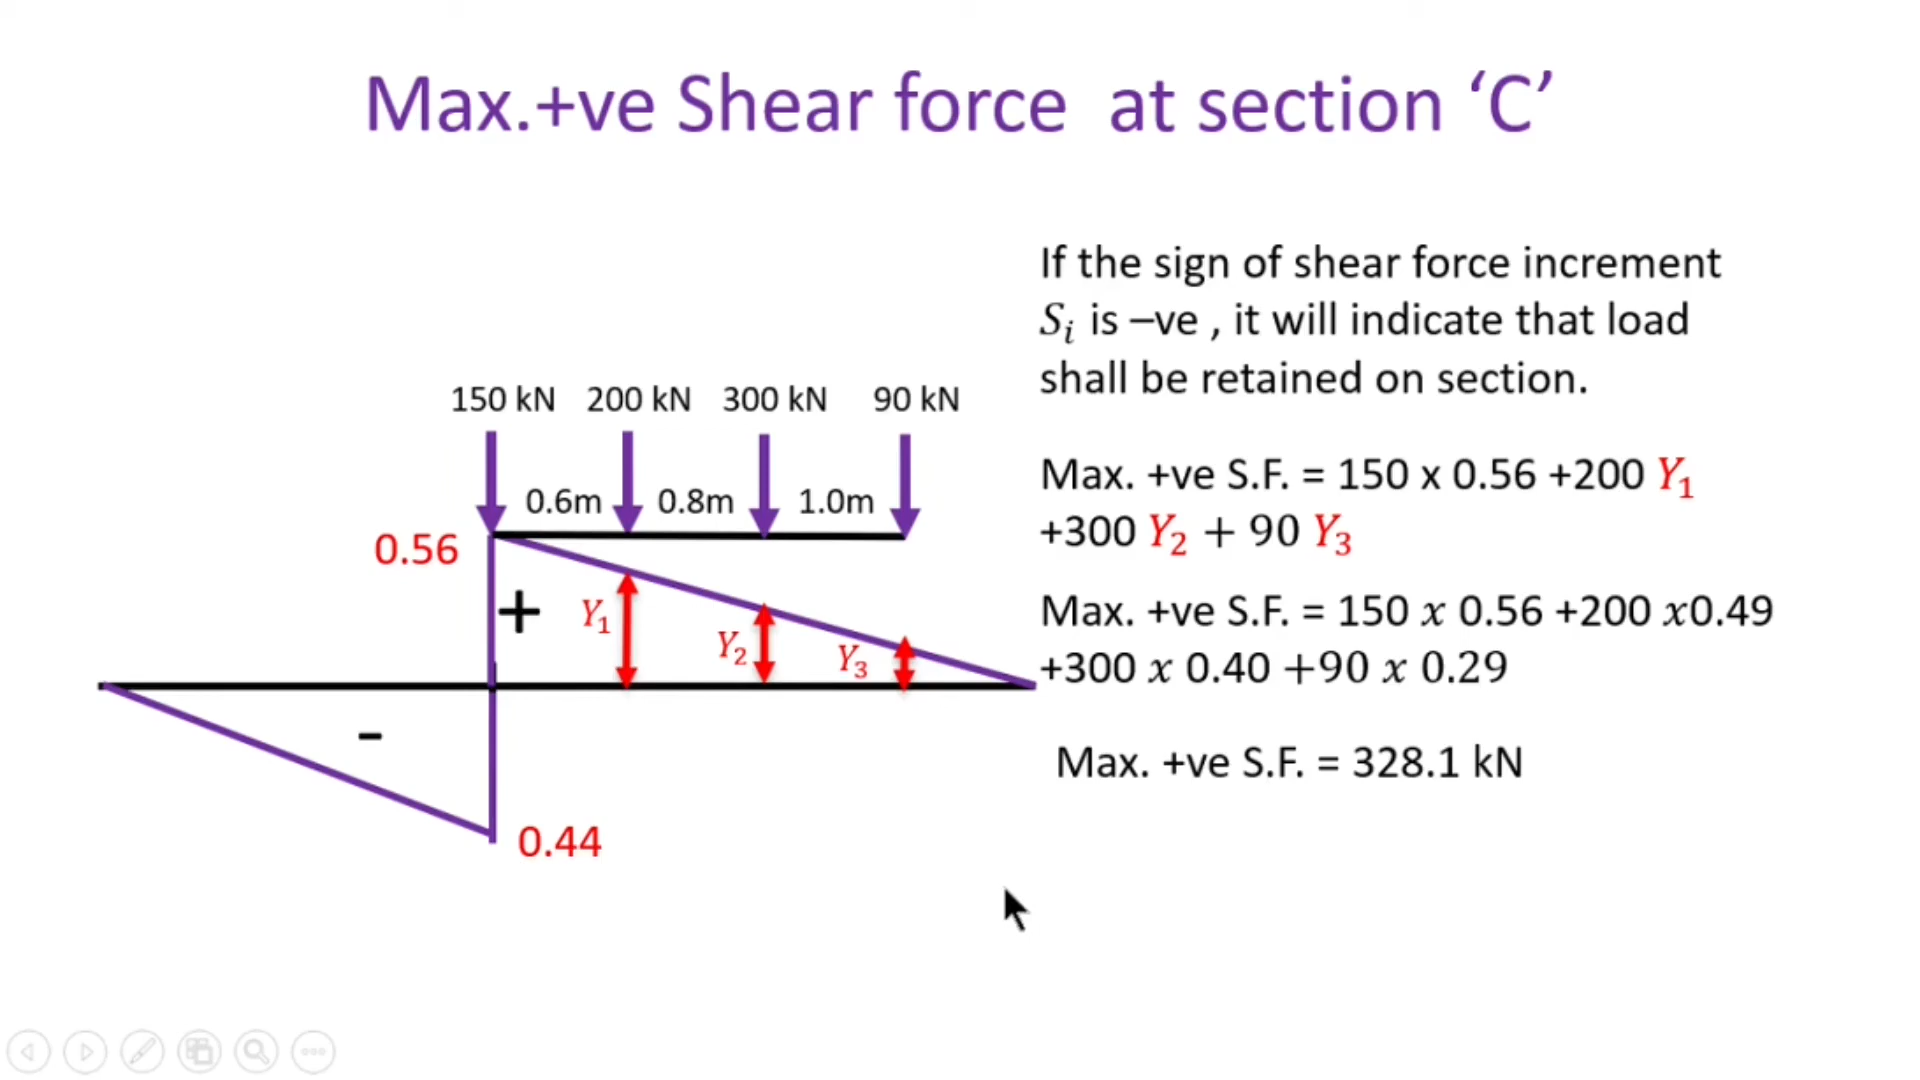 Max.+ve Shear force at section ‘C’
If the sign of shear force increment
Sᵢ is –ve , it will indicate that load
shall be retained on section.
150 kN 200 kN 300 kN 90 kN
0.6m 0.8m 1.0m
0.56
+
Y₁
Y₂
Y₃
-
0.44
Max. +ve S.F. = 150 x 0.56 +200 Y₁
+300 Y₂ + 90 Y₃
Max. +ve S.F. = 150 x 0.56 +200 x0.49
+300 x 0.40 +90 x 0.29
Max. +ve S.F. = 328.1 kN